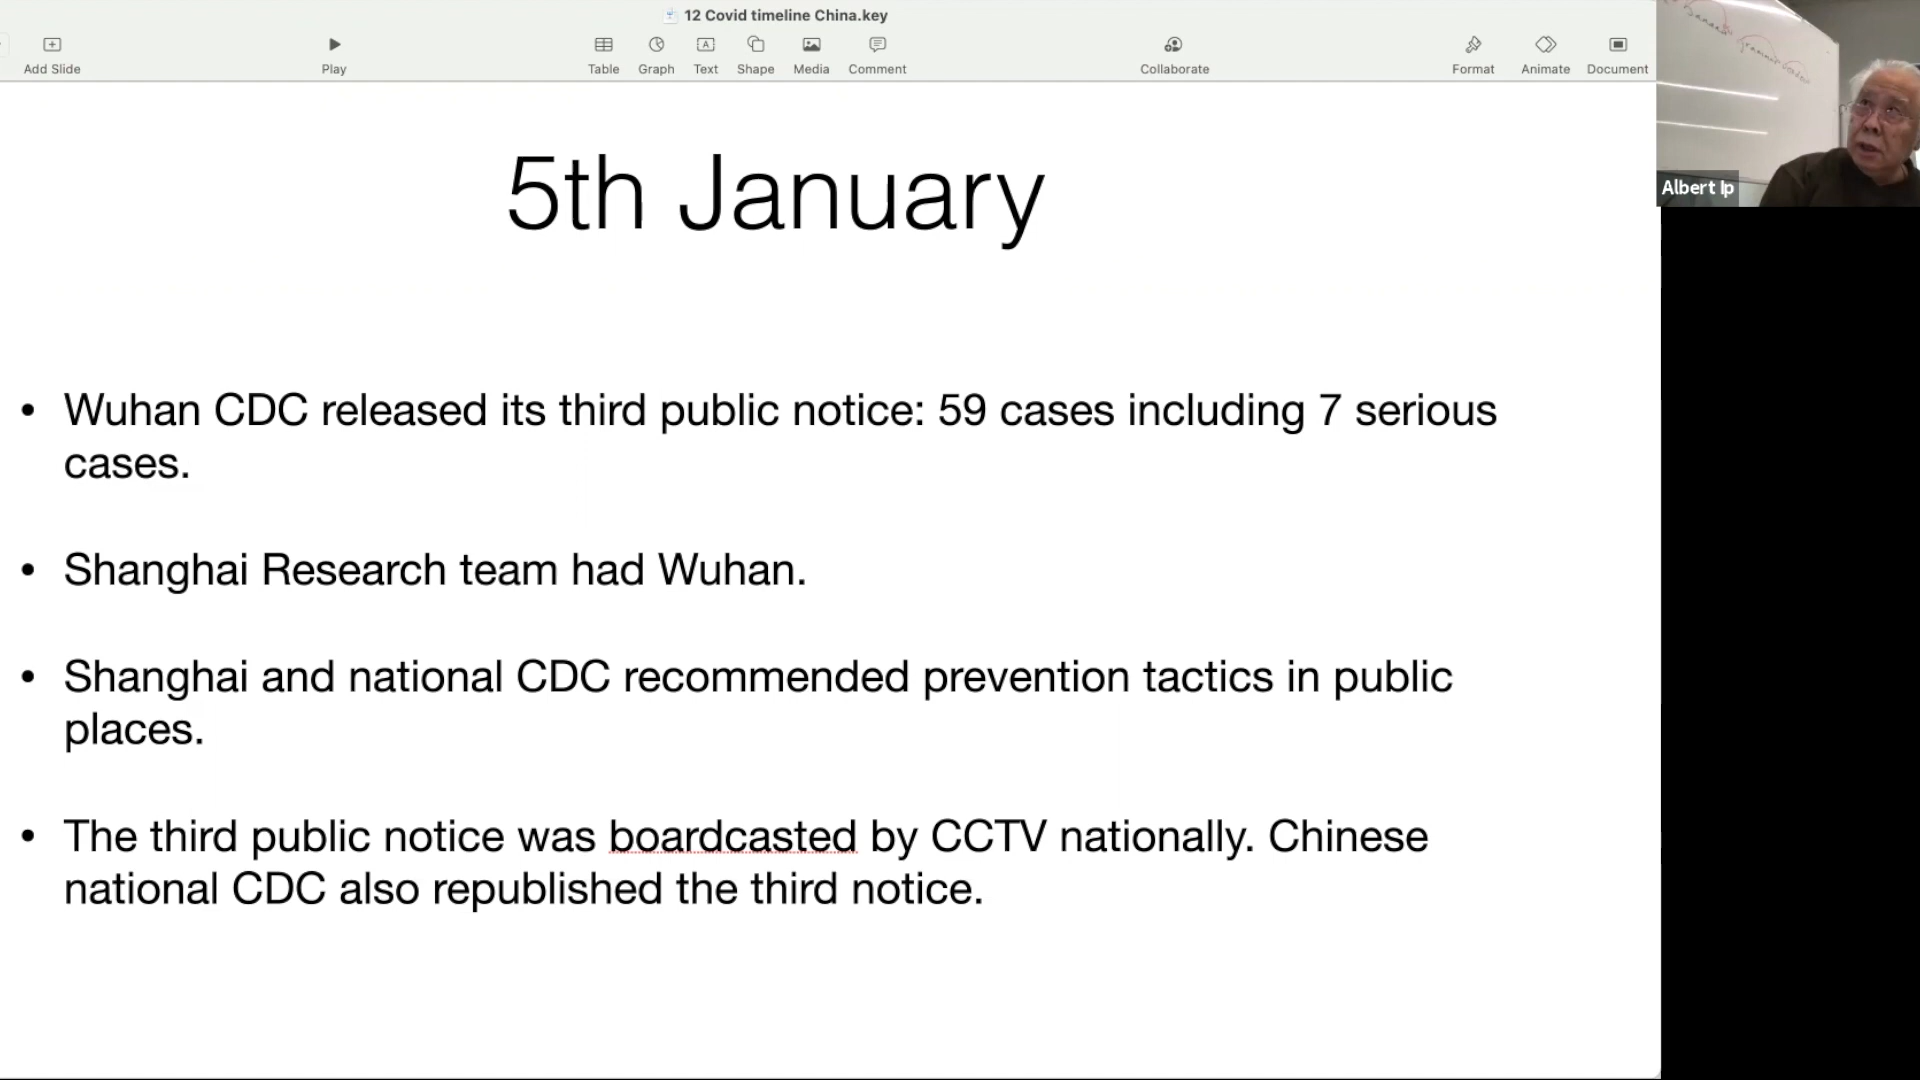 12 Covid timeline China.key
Add Slide
Play
Table
Graph
Text
Shape
Media
Comment
Collaborate
Format
Animate
Document
Albert Ip
5th January
• Wuhan CDC released its third public notice: 59 cases including 7 serious
cases.
• Shanghai Research team had Wuhan.
• Shanghai and national CDC recommended prevention tactics in public
places.
• The third public notice was boardcasted by CCTV nationally. Chinese
national CDC also republished the third notice.